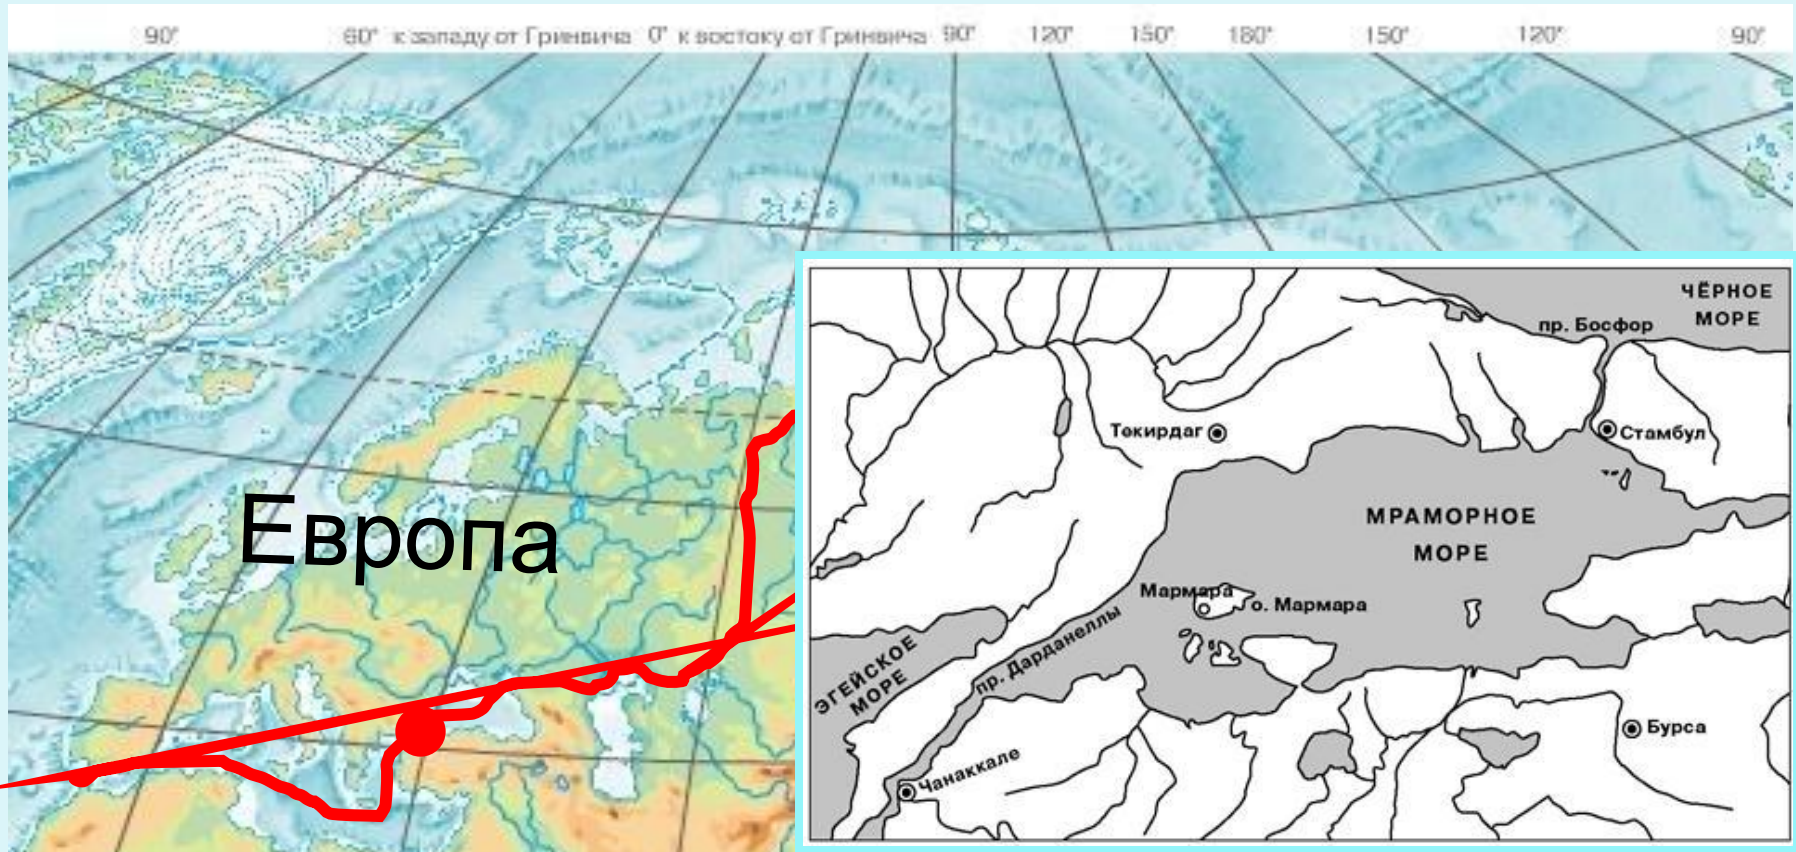 90° 60° к западу от Гринвича 0° к востоку от Гринвича 90° 120° 150° 180° 150° 120° 90°
Европа
ЧЁРНОЕ
МОРЕ
пр. Босфор
Текирдаг
Стамбул
МРАМОРНОЕ
МОРЕ
Мармара
о. Мармара
пр. Дарданеллы
ЭГЕЙСКОЕ
МОРЕ
Бурса
Чанаккале